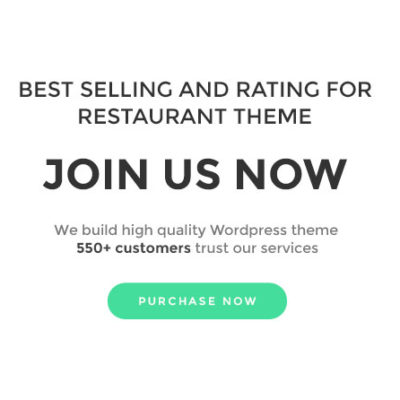 BEST SELLING AND RATING FOR
RESTAURANT THEME
JOIN US NOW
We build high quality Wordpress theme
550+ customers trust our services
PURCHASE NOW